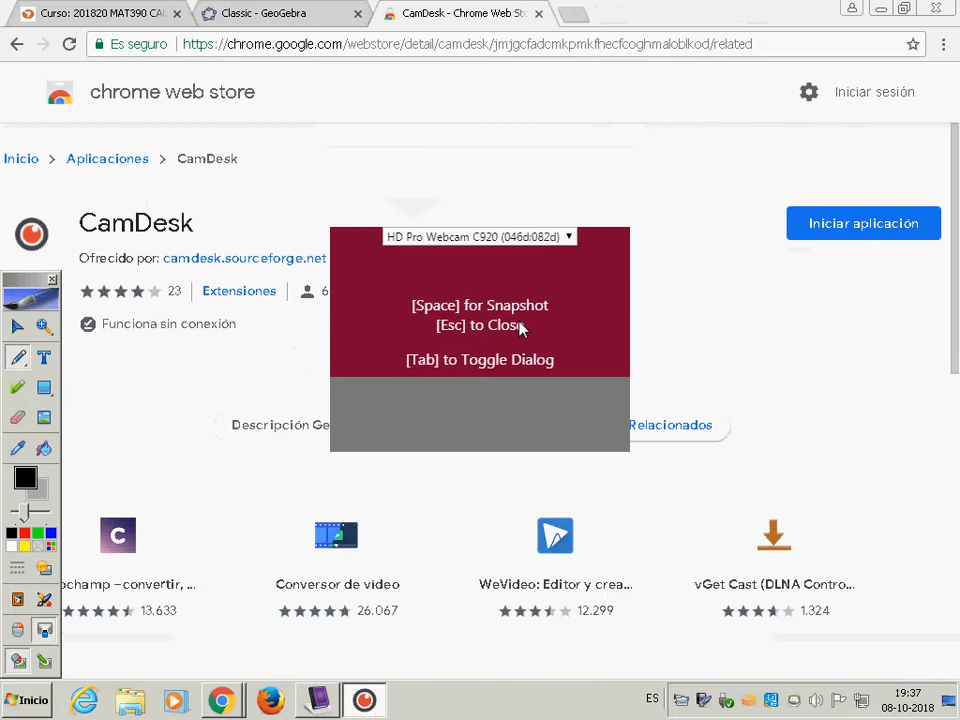 Curso: 201820 MAT390 CA
Classic - GeoGebra
CamDesk - Chrome Web Sto
Es seguro
https://chrome.google.com/webstore/detail/camdesk/jmjgcfadcmkpmkfhecfcoghmaloblkod/related
chrome web store
Iniciar sesión
Inicio > Aplicaciones > CamDesk
CamDesk
Iniciar aplicación
HD Pro Webcam C920 (046d:082d)
Ofrecido por: camdesk.sourceforge.net
23
Extensiones
6
[Space] for Snapshot
Funciona sin conexión
[Esc] to Close
[Tab] to Toggle Dialog
T
Descripción Ge
Relacionados
C
ochamp – convertir, ...
Conversor de video
WeVideo: Editor y crea...
vGet Cast (DLNA Contro...
13.633
26.067
12.299
1.324
Inicio
ES
19:37
08-10-2018